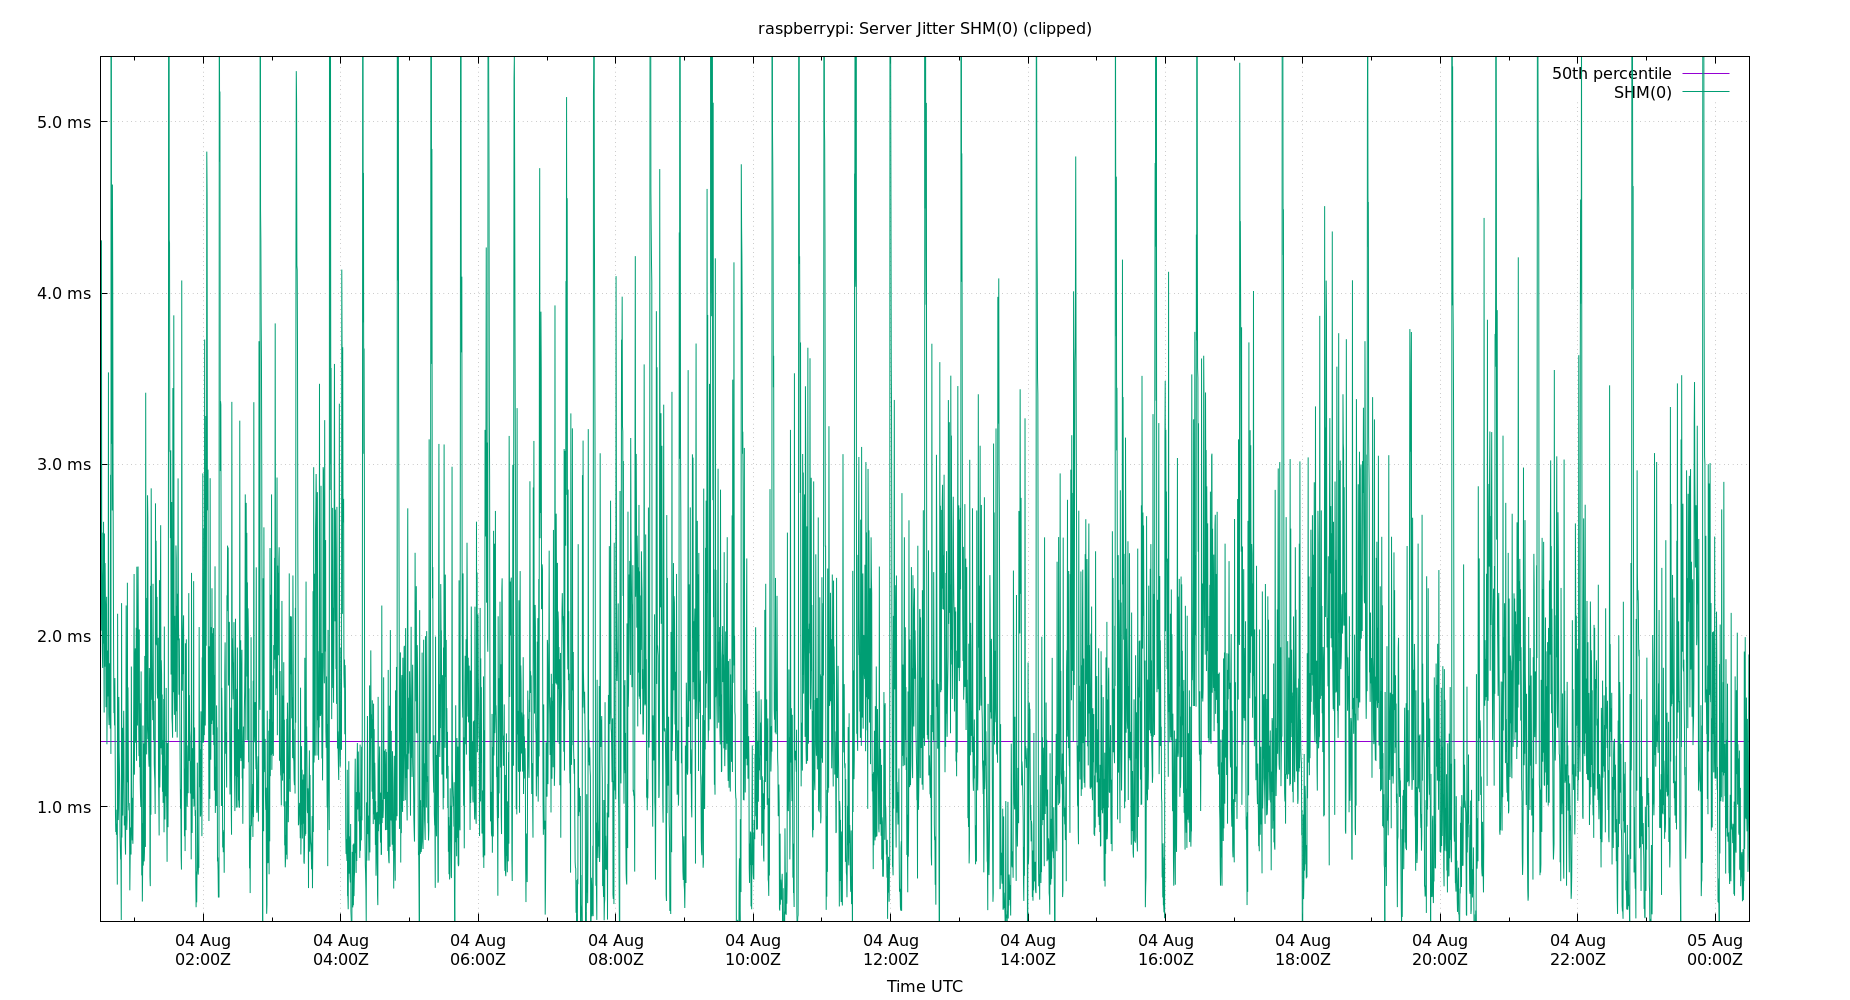 raspberrypi: Server Jitter SHM(0) (clipped)
50th percentile
SHM(0)
5.0 ms
4.0 ms
3.0 ms
2.0 ms
1.0 ms
04 Aug 04 Aug 04 Aug 04 Aug 04 Aug 04 Aug 04 Aug 04 Aug 04 Aug 04 Aug 04 Aug 05 Aug
02:00Z 04:00Z 06:00Z 08:00Z 10:00Z 12:00Z 14:00Z 16:00Z 18:00Z 20:00Z 22:00Z 00:00Z
Time UTC